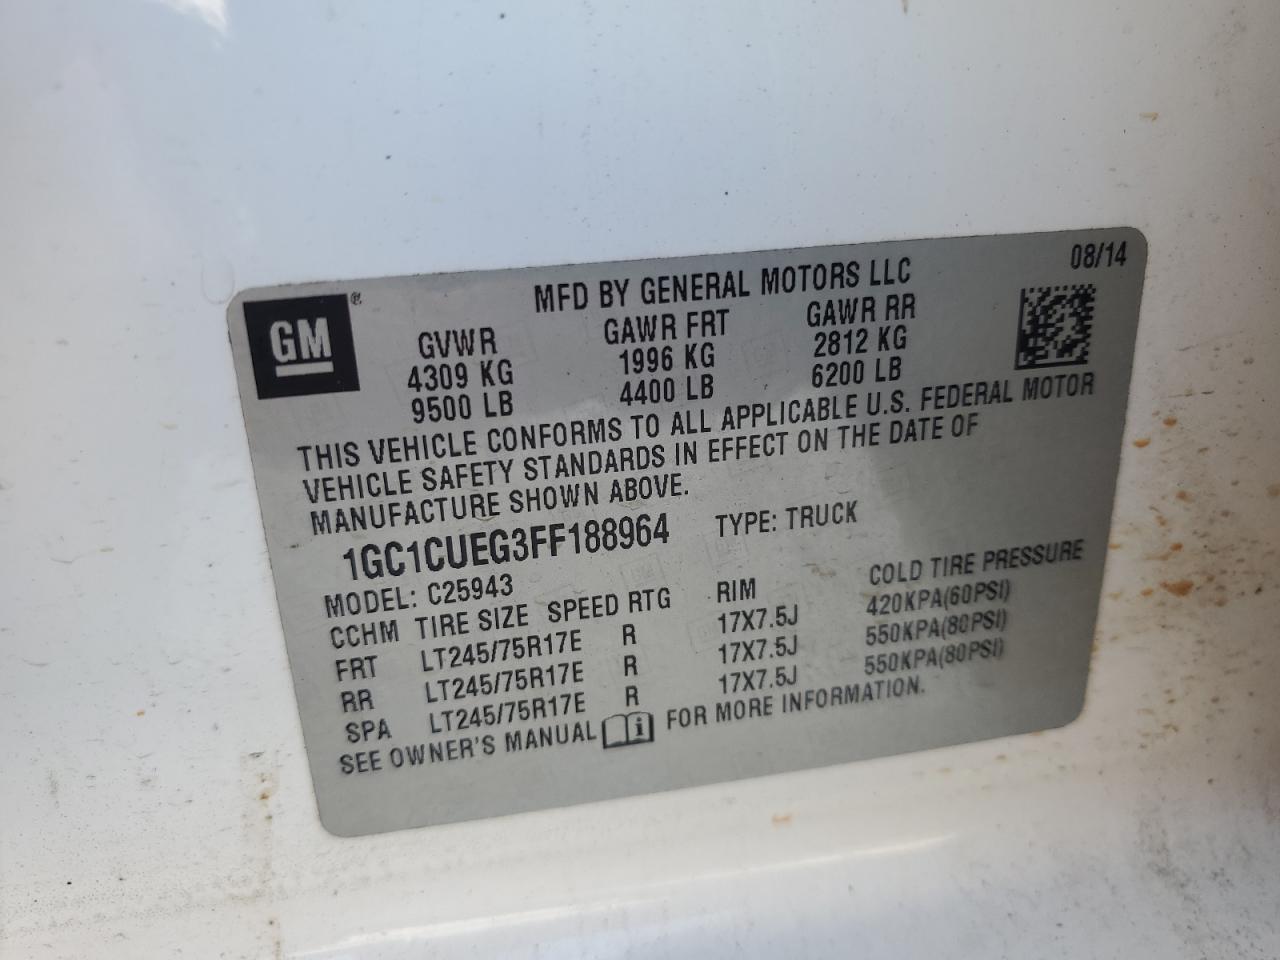 MFD BY GENERAL MOTORS LLC 08/14
GM®
GVWR GAWR FRT GAWR RR
4309 KG 1996 KG 2812 KG
9500 LB 4400 LB 6200 LB
THIS VEHICLE CONFORMS TO ALL APPLICABLE U.S. FEDERAL MOTOR
VEHICLE SAFETY STANDARDS IN EFFECT ON THE DATE OF
MANUFACTURE SHOWN ABOVE.
1GC1CUEG3FF188964 TYPE: TRUCK
MODEL: C25943
CCHM TIRE SIZE SPEED RTG RIM COLD TIRE PRESSURE
FRT LT245/75R17E R 17X7.5J 420KPA(60PSI)
RR LT245/75R17E R 17X7.5J 550KPA(80PSI)
SPA LT245/75R17E R 17X7.5J 550KPA(80PSI)
SEE OWNER'S MANUAL i FOR MORE INFORMATION.